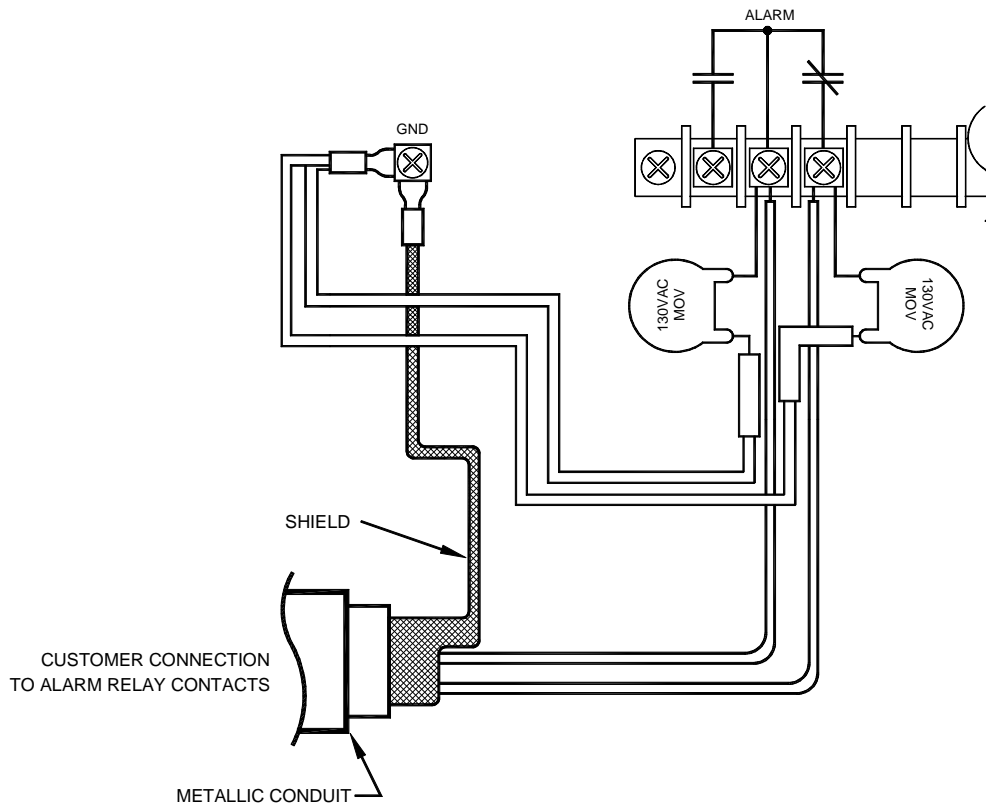 ALARM
GND
130VAC
MOV
130VAC
MOV
SHIELD
CUSTOMER CONNECTION
TO ALARM RELAY CONTACTS
METALLIC CONDUIT